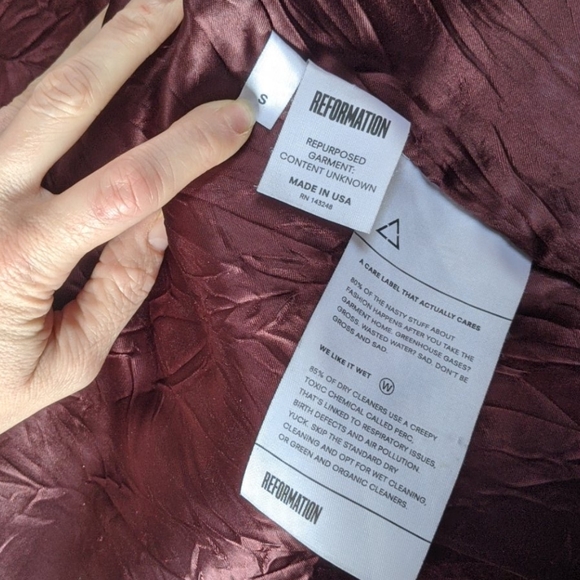 S
REFORMATION
REPURPOSED
GARMENT:
CONTENT UNKNOWN
MADE IN USA
RN 143248
A CARE LABEL THAT ACTUALLY CARES
80% OF THE NASTY STUFF ABOUT
FASHION HAPPENS AFTER YOU TAKE THE
GARMENT HOME. GREENHOUSE GASES?
GROSS. WASTED WATER? SAD. DON'T BE
GROSS AND SAD.
WE LIKE IT WET W
85% OF DRY CLEANERS USE A CREEPY
TOXIC CHEMICAL CALLED PERC,
THAT'S LINKED TO RESPIRATORY ISSUES,
BIRTH DEFECTS AND AIR POLLUTION
YUCK. SKIP THE STANDARD DRY
CLEANING AND OPT FOR WET CLEANING,
OR GREEN AND ORGANIC CLEANERS.
REFORMATION